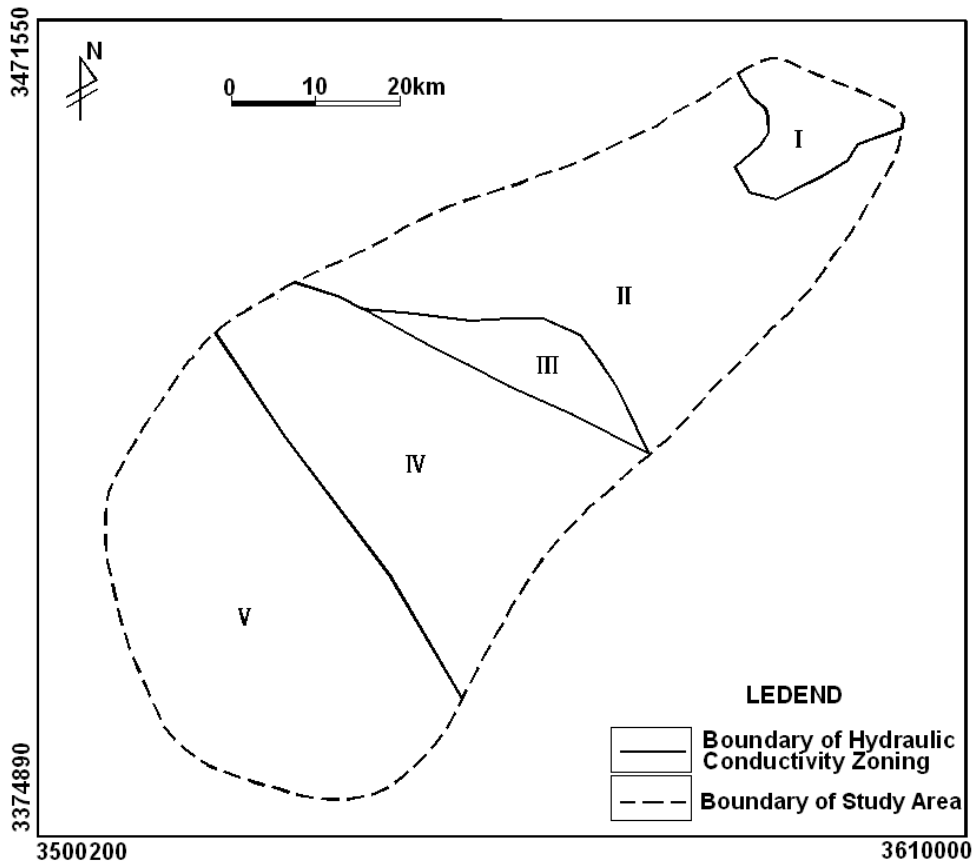 3471550
N
0 10 20km
I
II
III
IV
V
LEDEND
Boundary of Hydraulic
Conductivity Zoning
Boundary of Study Area
3374890
3500200
3610000